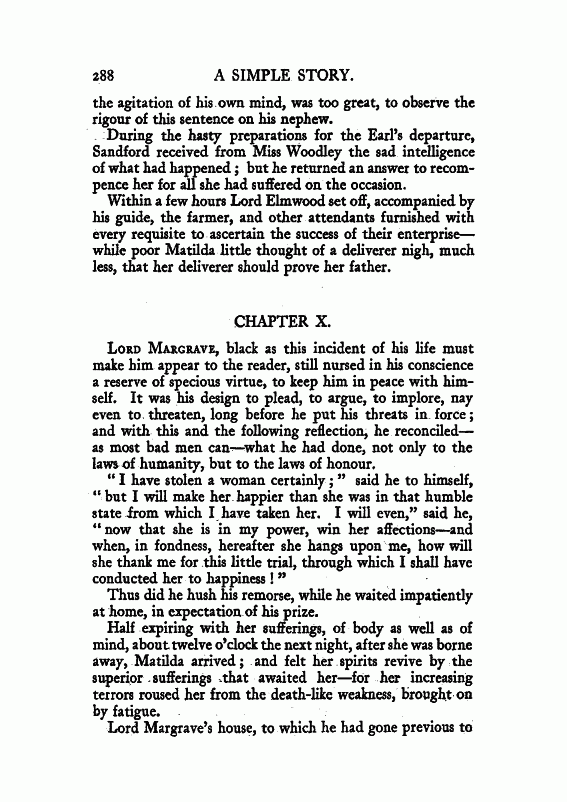 288 A SIMPLE STORY.
the agitation of his own mind, was too great, to observe the
rigour of this sentence on his nephew.
During the hasty preparations for the Earl's departure,
Sandford received from Miss Woodley the sad intelligence
of what had happened; but he returned an answer to recom-
pence her for all she had suffered on the occasion.
Within a few hours Lord Elmwood set off, accompanied by
his guide, the farmer, and other attendants furnished with
every requisite to ascertain the success of their enterprise—
while poor Matilda little thought of a deliverer nigh, much
less, that her deliverer should prove her father.
CHAPTER X.
LORD MARGRAVE, black as this incident of his life must
make him appear to the reader, still nursed in his conscience
a reserve of specious virtue, to keep him in peace with him-
self. It was his design to plead, to argue, to implore, nay
even to threaten, long before he put his threats in force;
and with this and the following reflection, he reconciled—
as most bad men can—what he had done, not only to the
laws of humanity, but to the laws of honour.
"I have stolen a woman certainly;" said he to himself,
"but I will make her happier than she was in that humble
state from which I have taken her. I will even," said he,
"now that she is in my power, win her affections—and
when, in fondness, hereafter she hangs upon me, how will
she thank me for this little trial, through which I shall have
conducted her to happiness!"
Thus did he hush his remorse, while he waited impatiently
at home, in expectation of his prize.
Half expiring with her sufferings, of body as well as of
mind, about twelve o'clock the next night, after she was borne
away, Matilda arrived; and felt her spirits revive by the
superior sufferings that awaited her—for her increasing
terrors roused her from the death-like weakness, brought on
by fatigue.
Lord Margrave's house, to which he had gone previous to